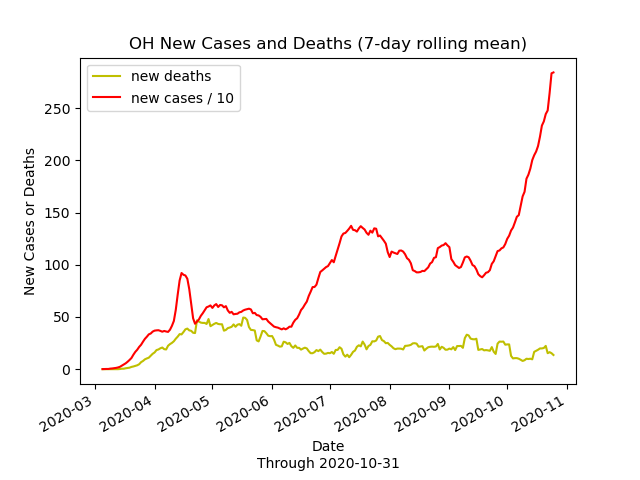 OH New Cases and Deaths (7-day rolling mean)
new deaths
new cases / 10
New Cases or Deaths
250
200
150
100
50
0
2020-03
2020-04
2020-05
2020-06
2020-07
2020-08
2020-09
2020-10
2020-11
Date
Through 2020-10-31